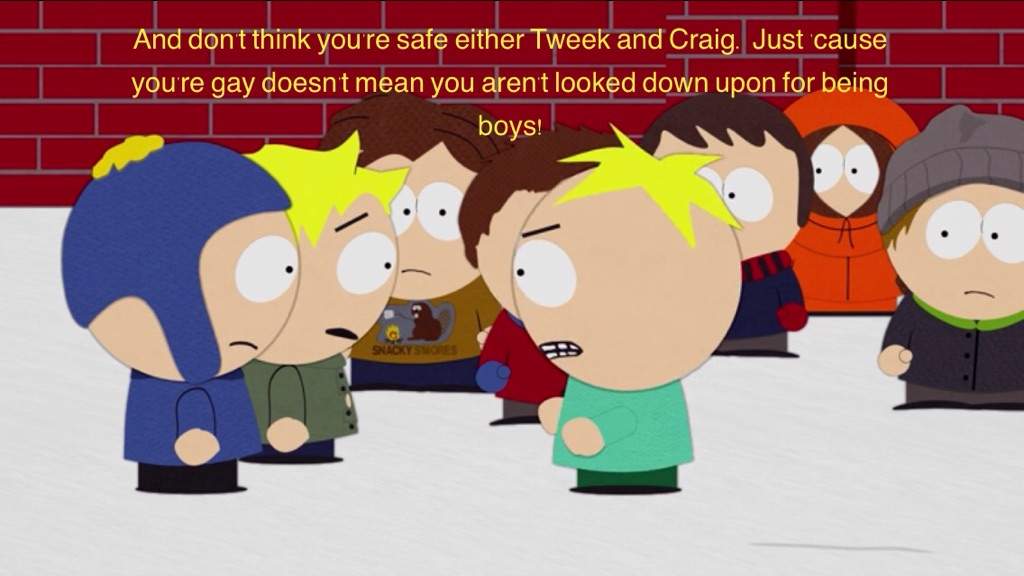 And don't think you're safe either Tweek and Craig. Just 'cause
you're gay doesn't mean you aren't looked down upon for being
boys!
SNACKY S'MORES